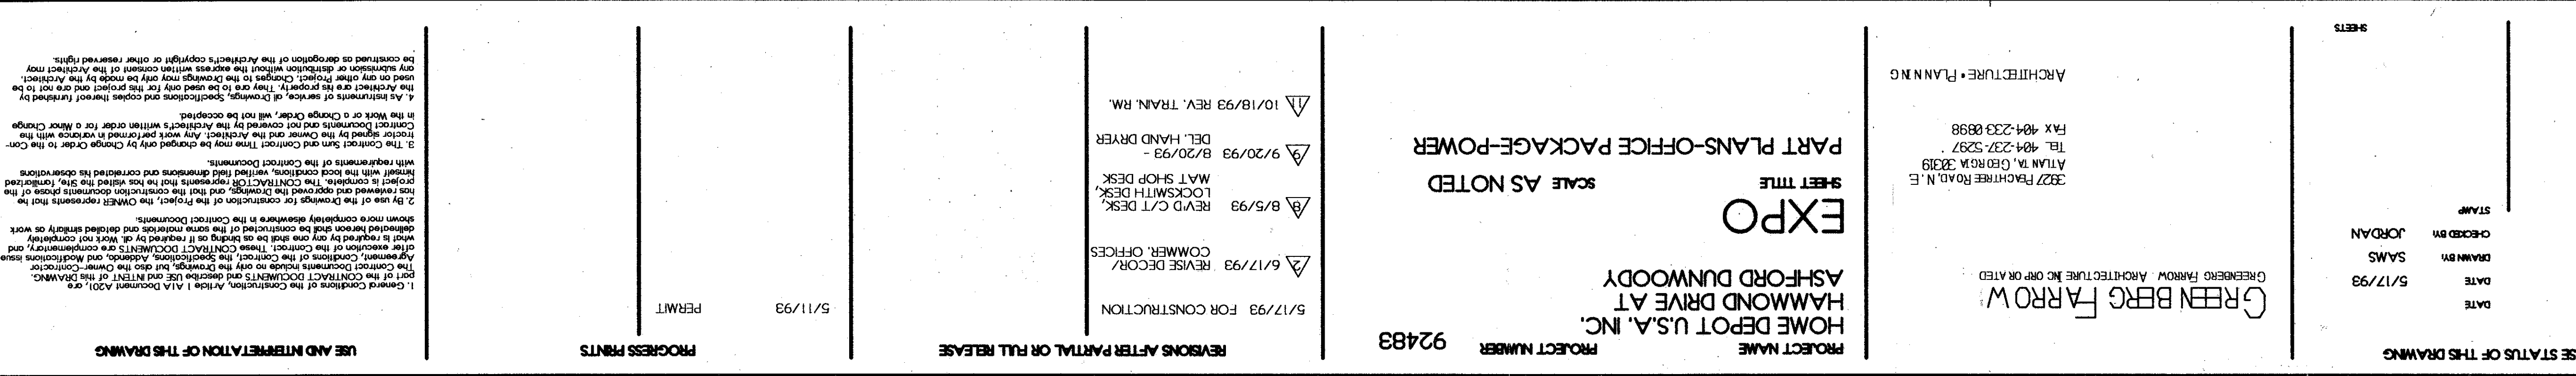 SE STATUS OF THIS DRAWING
DATE
DATE 5/17/93
DRAWN BY: SAMS
CHECKED BY: JORDAN
STAMP
SHEETS
GREENBERG FARROW
GREENBERG FARROW ARCHITECTURE INCORPORATED
3927 PEACHTREE ROAD, N.E.
ATLANTA, GEORGIA 30319
TEL 404-237-5297
FAX 404-233-0898
ARCHITECTURE • PLANNING
PROJECT NAME PROJECT NUMBER
HOME DEPOT U.S.A. INC. 92483
HAMMOND DRIVE AT
ASHFORD DUNWOODY
EXPO
SHEET TITLE SCALE AS NOTED
PART PLANS-OFFICE PACKAGE-POWER
REVISIONS AFTER PARTIAL OR FULL RELEASE
5/17/93 FOR CONSTRUCTION
2 6/17/93 REVISE DECOR/
COMMER. OFFICES
8 8/5/93 REV'D C/T DESK,
LOCKSMITH DESK,
MAT SHOP DESK
9 9/20/93 8/20/93 -
DEL. HAND DRYER
11 10/18/93 REV. TRAIN. RM.
PROGRESS PRINTS
5/11/93 PERMIT
USE AND INTERPRETATION OF THIS DRAWING
1. General Conditions of the Construction, Article 1 AIA Document A201, are
part of the CONTRACT DOCUMENTS and describe USE and INTENT of this DRAWING.
The Contract Documents include no only the Drawings, but also the Owner-Contractor
Agreement, Conditions of the Contract, the Specifications, Addenda, and Modifications issue
after execution of the Contract. These CONTRACT DOCUMENTS are complementary, and
what is required by any one shall be as binding as if required by all. Work not completely
delineated hereon shall be constructed of the same materials and detailed similarly as work
shown more completely elsewhere in the Contract Documents.
2. By use of the Drawings for construction of the Project, the OWNER represents that he
has reviewed and approved the Drawings, and that the construction documents phase of the
project is complete. The CONTRACTOR represents that he has visited the Site, familiarized
himself with the local conditions, verified field dimensions and correlated his observations
with requirements of the Contract Documents.
3. The Contract Sum and Contract Time may be changed only by Change Order to the Con-
tractor signed by the Owner and the Architect. Any work performed in variance with the
Contract Documents and not covered by the Architect's written order for a Minor Change
in the Work or a Change Order, will not be accepted.
4. As instruments of service, all Drawings, Specifications and copies thereof furnished by
the Architect are his property. They are to be used only for this project and are not to be
used on any other Project. Changes to the Drawings may only be made by the Architect.
any submission or distribution without the express written consent of the Architect may
be construed as derogation of the Architect's copyright or other reserved rights.